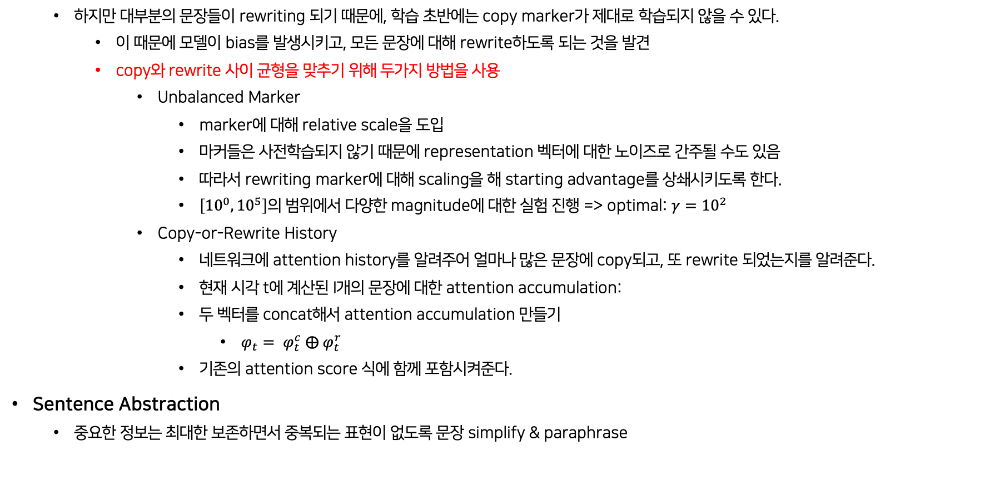 • 하지만 대부분의 문장들이 rewriting 되기 때문에, 학습 초반에는 copy marker가 제대로 학습되지 않을 수 있다.
• 이 때문에 모델이 bias를 발생시키고, 모든 문장에 대해 rewrite하도록 되는 것을 발견
• copy와 rewrite 사이 균형을 맞추기 위해 두가지 방법을 사용
• Unbalanced Marker
• marker에 대해 relative scale을 도입
• 마커들은 사전학습되지 않기 때문에 representation 벡터에 대한 노이즈로 간주될 수도 있음
• 따라서 rewriting marker에 대해 scaling을 해 starting advantage를 상쇄시키도록 한다.
• [10⁰, 10⁵]의 범위에서 다양한 magnitude에 대한 실험 진행 => optimal: γ = 10²
• Copy-or-Rewrite History
• 네트워크에 attention history를 알려주어 얼마나 많은 문장에 copy되고, 또 rewrite 되었는지를 알려준다.
• 현재 시각 t에 계산된 l개의 문장에 대한 attention accumulation:
• 두 벡터를 concat해서 attention accumulation 만들기
• φ_t = φ_t^c ⊕ φ_t^r
• 기존의 attention score 식에 함께 포함시켜준다.
• Sentence Abstraction
• 중요한 정보는 최대한 보존하면서 중복되는 표현이 없도록 문장 simplify & paraphrase